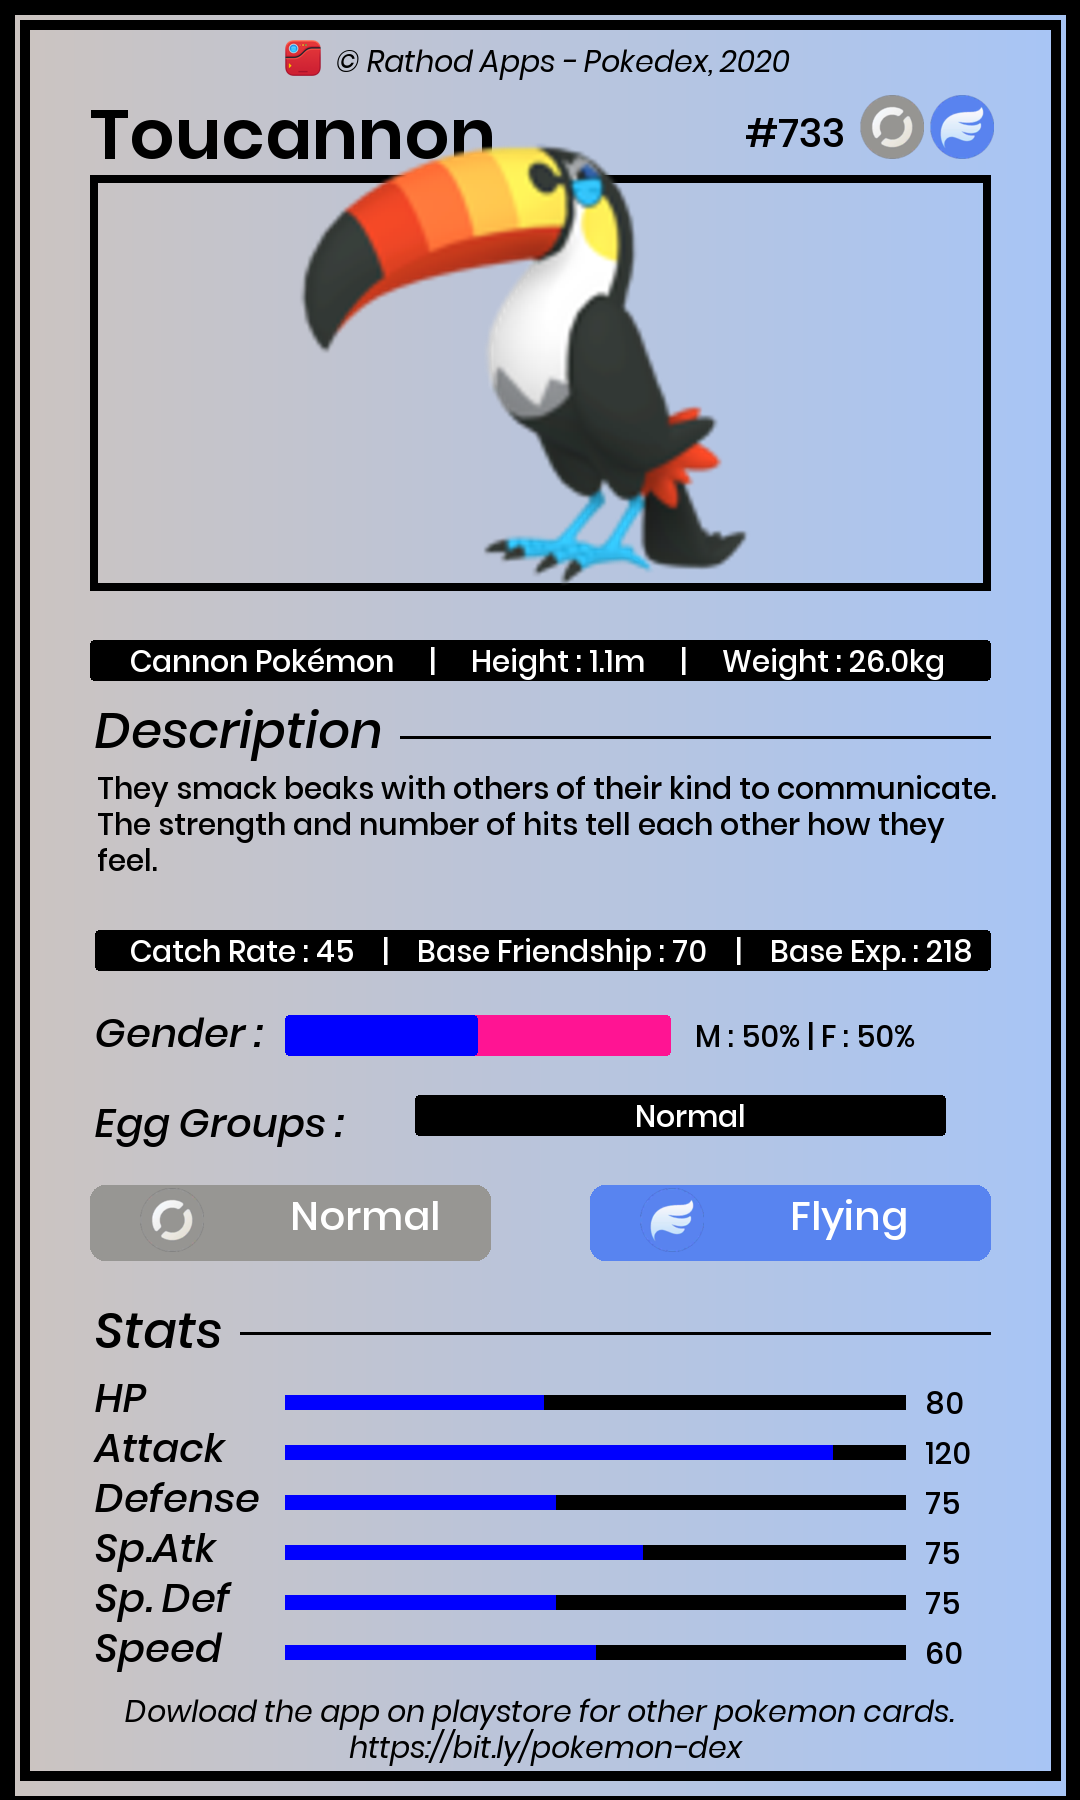 © Rathod Apps - Pokedex, 2020
Toucannon #733
Cannon Pokémon | Height : 1.1m | Weight : 26.0kg
Description
They smack beaks with others of their kind to communicate.
The strength and number of hits tell each other how they
feel.
Catch Rate : 45 | Base Friendship : 70 | Base Exp. : 218
Gender : M : 50% | F : 50%
Egg Groups : Normal
Normal Flying
Stats
HP 80
Attack 120
Defense 75
Sp.Atk 75
Sp. Def 75
Speed 60
Dowload the app on playstore for other pokemon cards.
https://bit.ly/pokemon-dex